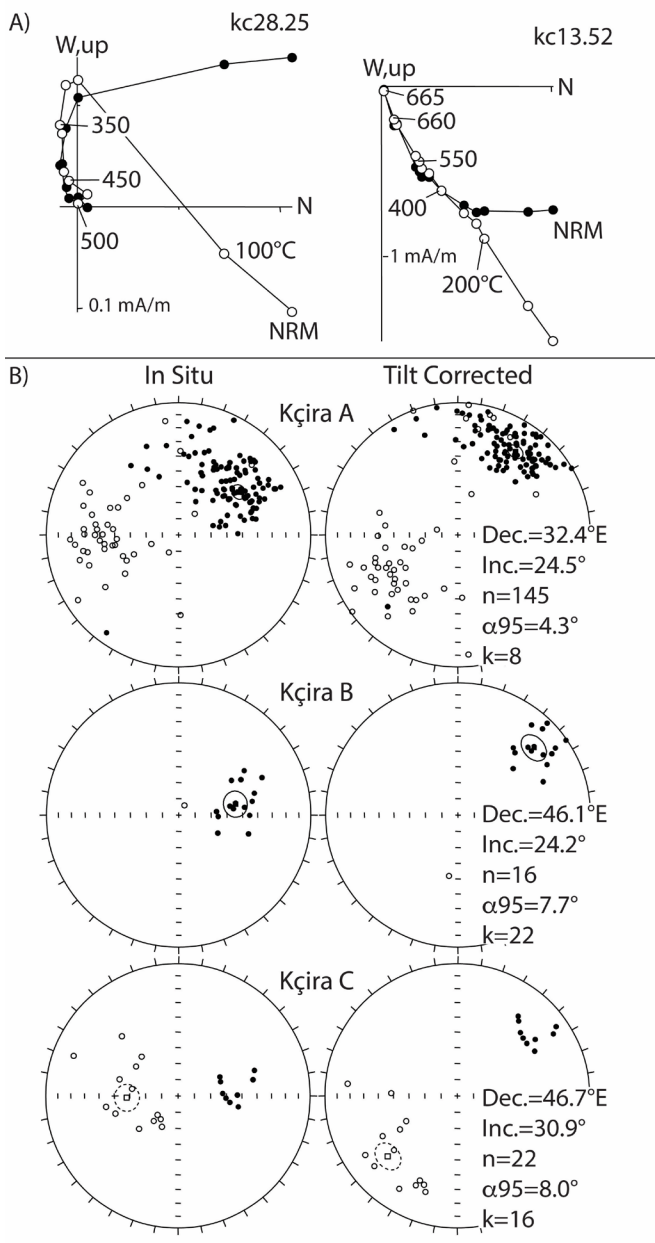 A)
kc28.25
W,up
350
450
N
500
100°C
0.1 mA/m
NRM
kc13.52
W,up
N
665
660
550
400
NRM
1 mA/m
200°C
B)
In Situ
Tilt Corrected
Kçira A
Dec.=32.4°E
Inc.=24.5°
n=145
α95=4.3°
k=8
Kçira B
Dec.=46.1°E
Inc.=24.2°
n=16
α95=7.7°
k=22
Kçira C
Dec.=46.7°E
Inc.=30.9°
n=22
α95=8.0°
k=16